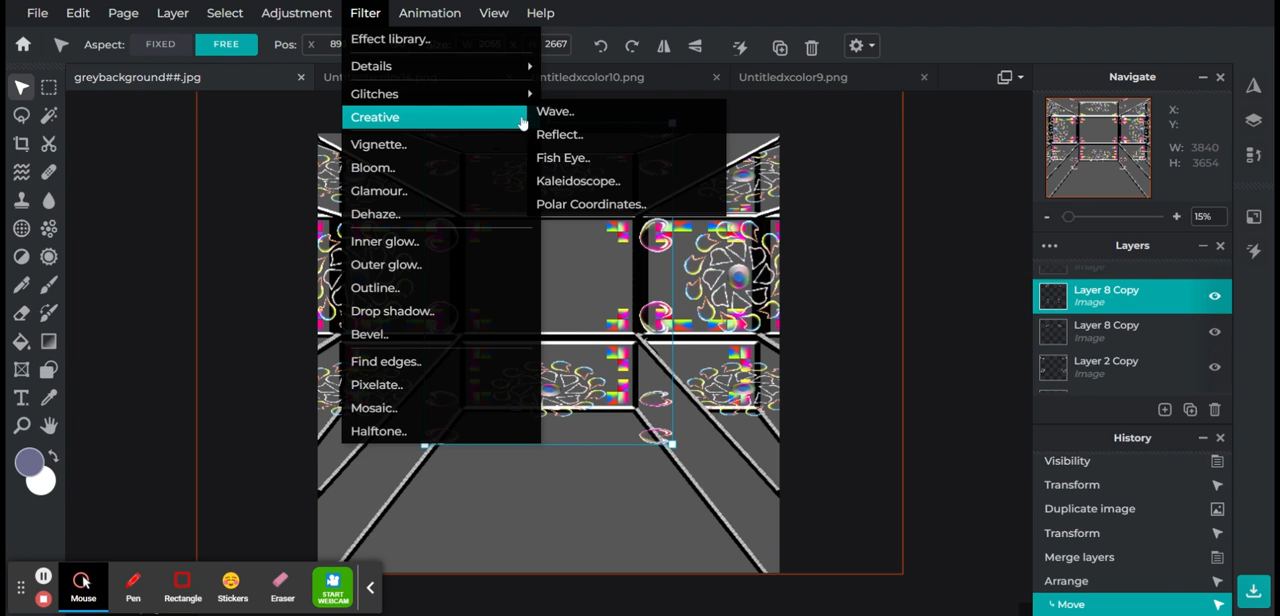 File Edit Page Layer Select Adjustment Filter Animation View Help
Aspect: FIXED FREE Pos: X 2667
greybackground##.jpg
ntitledxcolor10.png
Untitledxcolor9.png
Effect library..
Details
Glitches
Creative
Vignette..
Bloom..
Glamour..
Dehaze..
Inner glow..
Outer glow..
Outline..
Drop shadow..
Bevel..
Find edges..
Pixelate..
Mosaic..
Halftone..
Wave..
Reflect..
Fish Eye..
Kaleidoscope..
Polar Coordinates..
Navigate
X:
Y:
W: 3840
H: 3654
15%
Layers
Image
Layer 8 Copy
Image
Layer 8 Copy
Image
Layer 2 Copy
Image
History
Visibility
Transform
Duplicate image
Transform
Merge layers
Arrange
Move
Mouse Pen Rectangle Stickers Eraser
START
WEBCAM